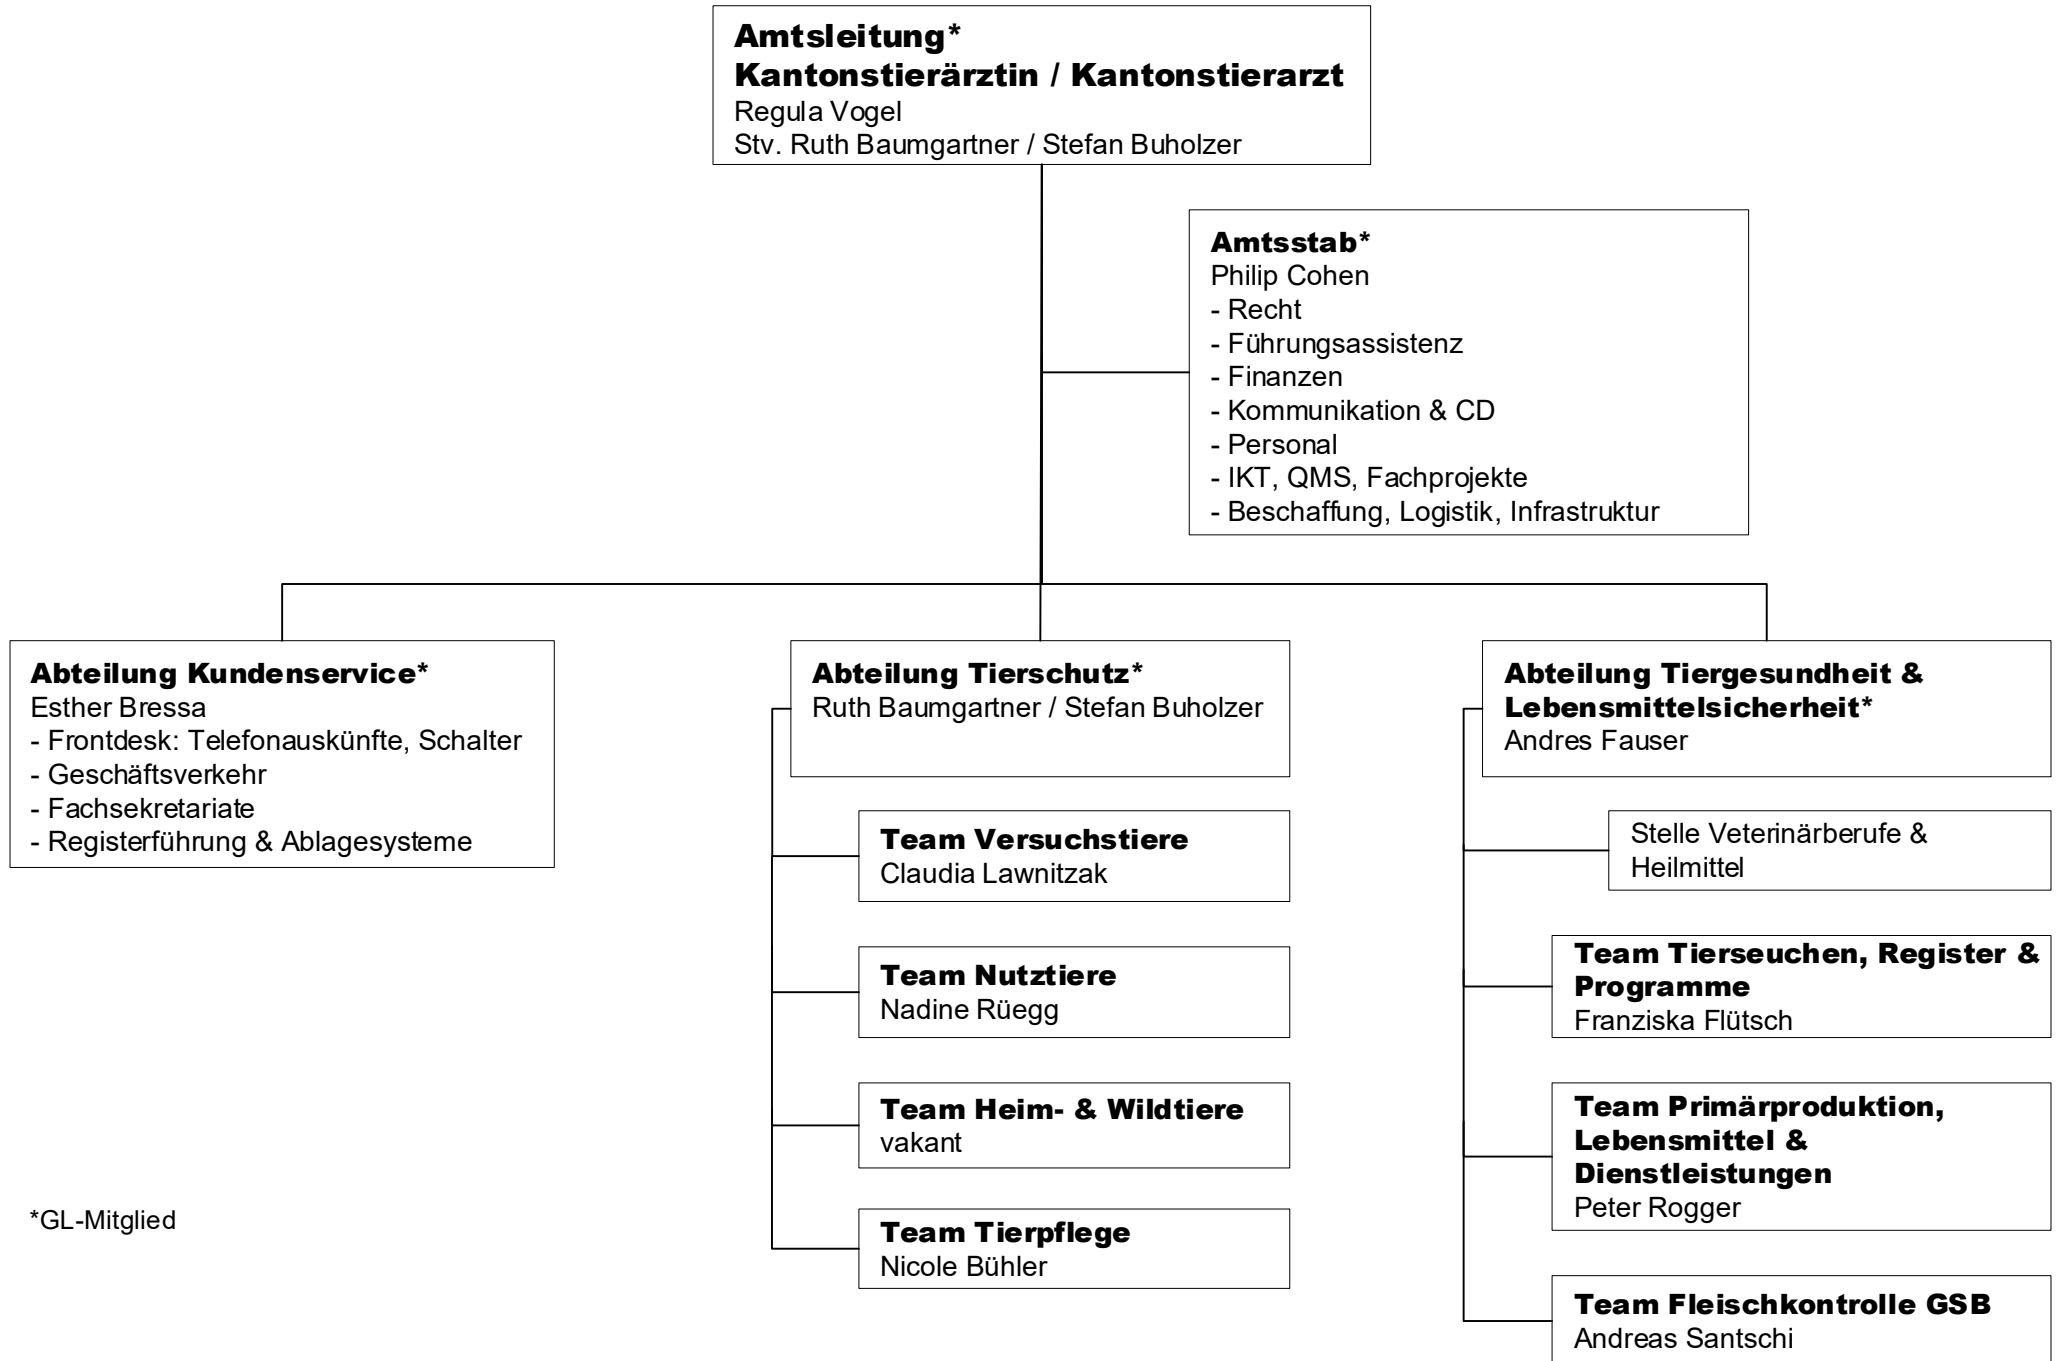 Amtsleitung*
Kantonstierärztin / Kantonstierarzt
Regula Vogel
Stv. Ruth Baumgartner / Stefan Buholzer
Amtsstab*
Philip Cohen
- Recht
- Führungsassistenz
- Finanzen
- Kommunikation & CD
- Personal
- IKT, QMS, Fachprojekte
- Beschaffung, Logistik, Infrastruktur
Abteilung Kundenservice*
Esther Bressa
- Frontdesk: Telefonauskünfte, Schalter
- Geschäftsverkehr
- Fachsekretariate
- Registerführung & Ablagesysteme
Abteilung Tierschutz*
Ruth Baumgartner / Stefan Buholzer
Team Versuchstiere
Claudia Lawnitzak
Team Nutztiere
Nadine Rüegg
Team Heim- & Wildtiere
vakant
Team Tierpflege
Nicole Bühler
Abteilung Tiergesundheit &
Lebensmittelsicherheit*
Andres Fauser
Stelle Veterinärberufe &
Heilmittel
Team Tierseuchen, Register &
Programme
Franziska Flütsch
Team Primärproduktion,
Lebensmittel &
Dienstleistungen
Peter Rogger
Team Fleischkontrolle GSB
Andreas Santschi
*GL-Mitglied